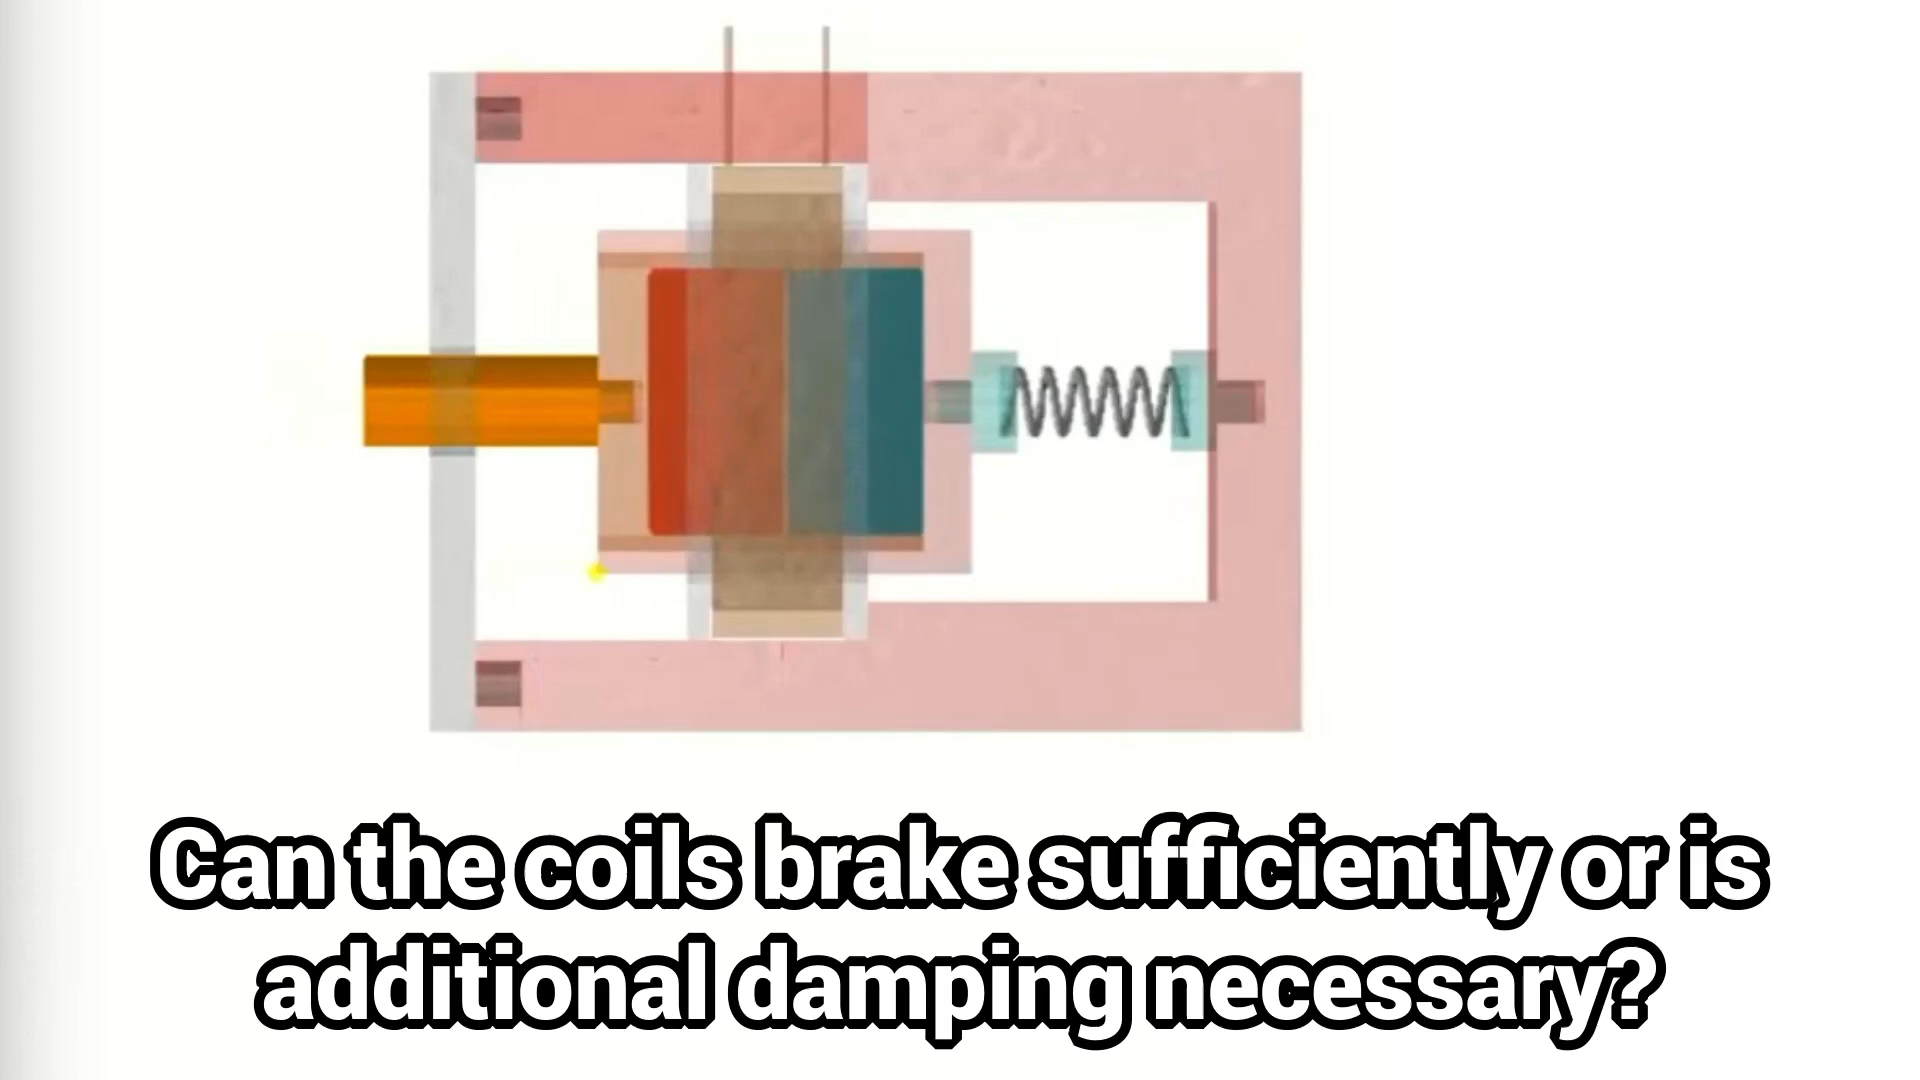 Can the coils brake sufficiently or is
additional damping necessary?